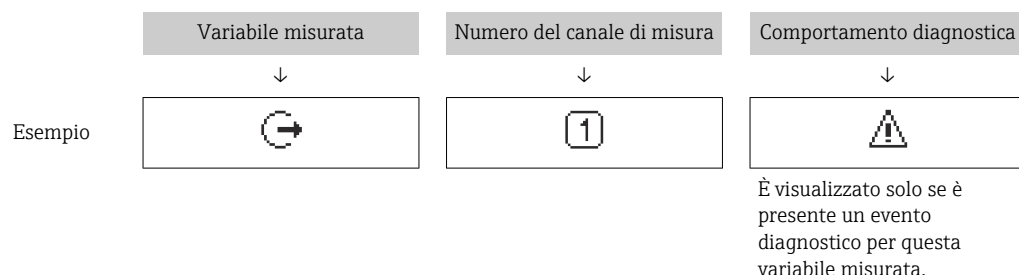 Variabile misurata Numero del canale di misura Comportamento diagnostica
↓ ↓ ↓
Esempio 1
È visualizzato solo se è
presente un evento
diagnostico per questa
variabile misurata.